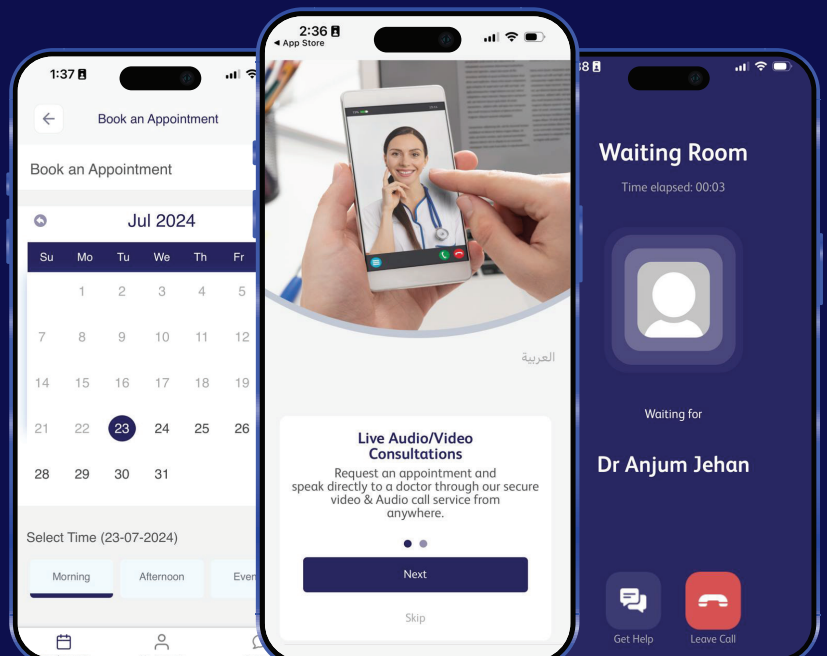 1:37
Book an Appointment
Book an Appointment
Jul 2024
Su Mo Tu We Th Fr
1 2 3 4 5
7 8 9 10 11 12
14 15 16 17 18 19
21 22 23 24 25 26
28 29 30 31
Select Time (23-07-2024)
Morning Afternoon Even
2:36
◀ App Store
العربية
Live Audio/Video
Consultations
Request an appointment and
speak directly to a doctor through our secure
video & Audio call service from
anywhere.
Next
Skip
Waiting Room
Time elapsed: 00:03
Waiting for
Dr Anjum Jehan
Get Help Leave Call